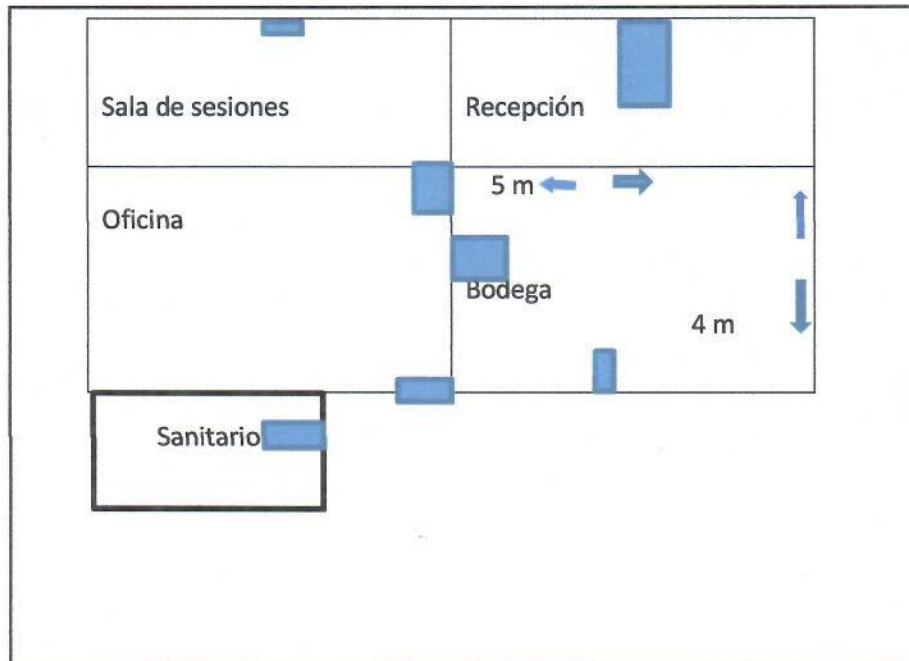 Sala de sesiones
Recepción
5 m
Oficina
Bodega
4 m
Sanitario